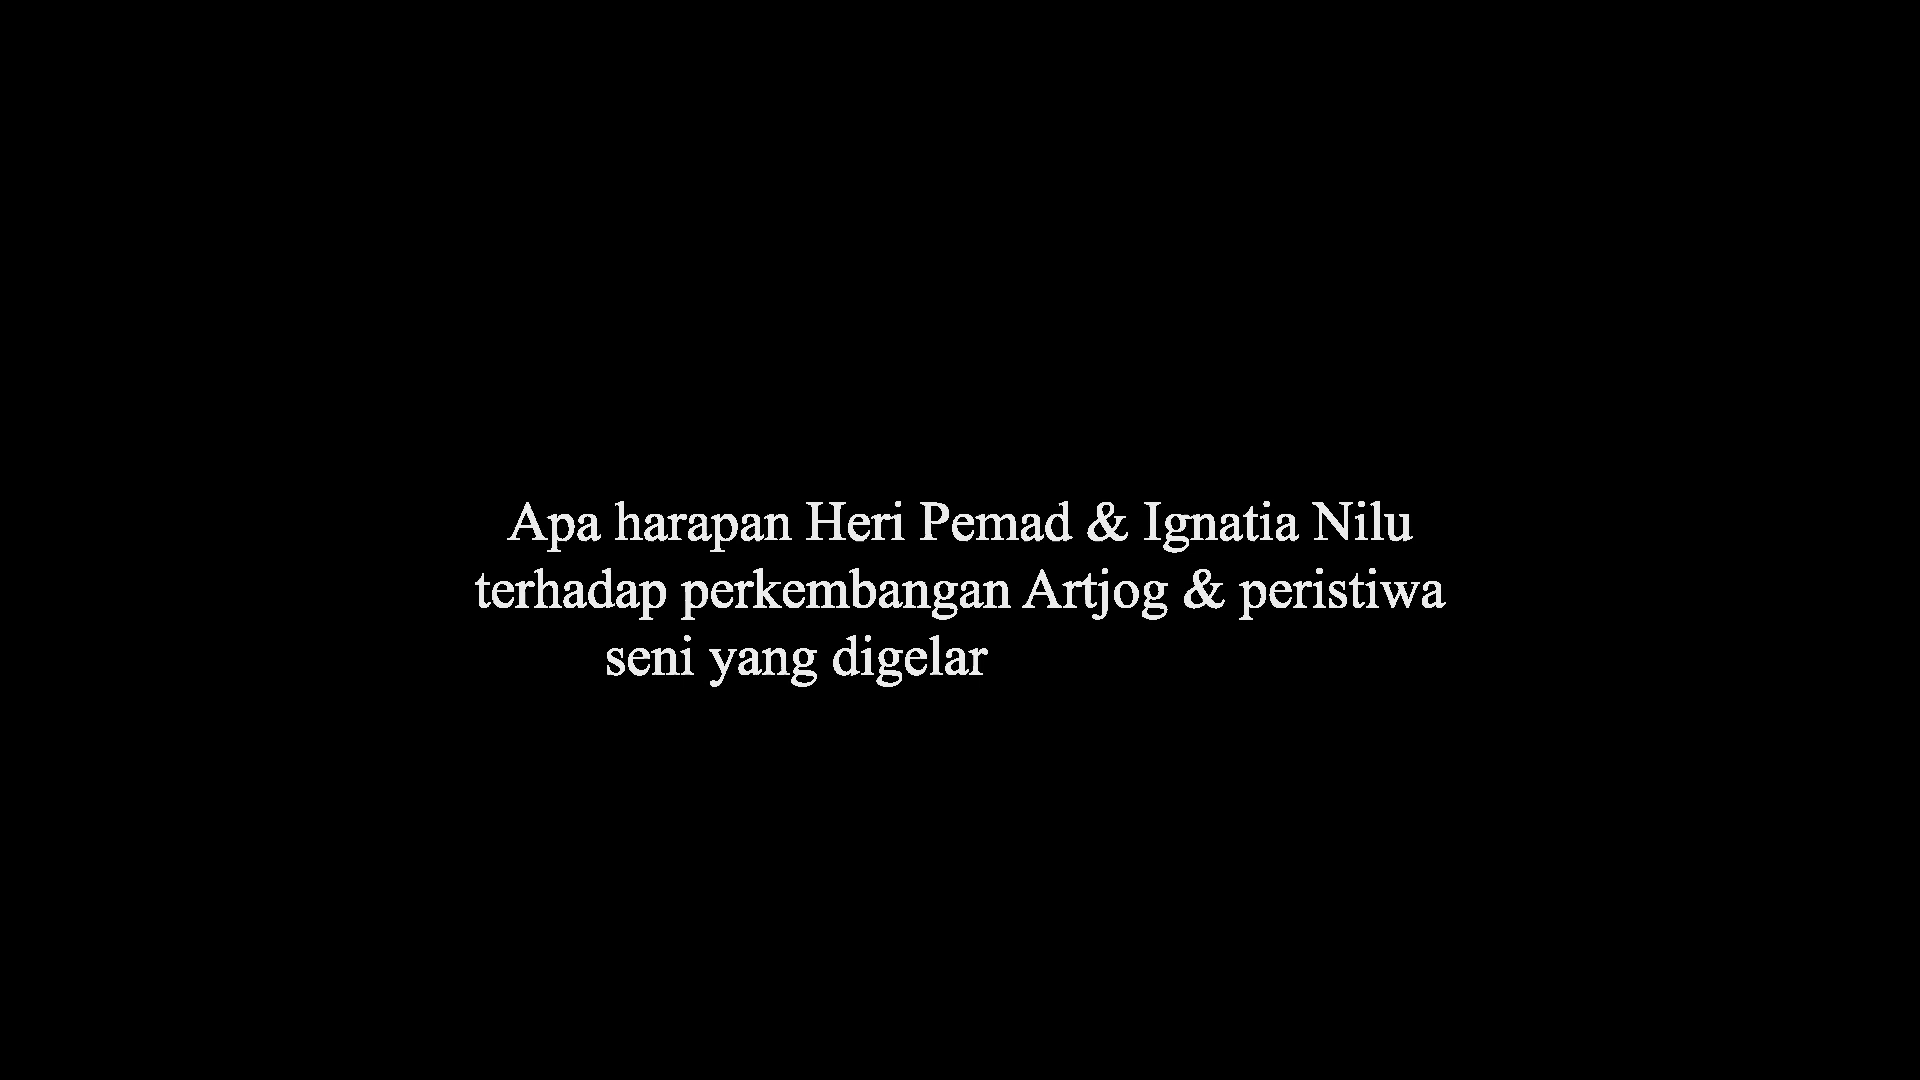 Apa harapan Heri Pemad & Ignatia Nilu
terhadap perkembangan Artjog & peristiwa
seni yang digelar